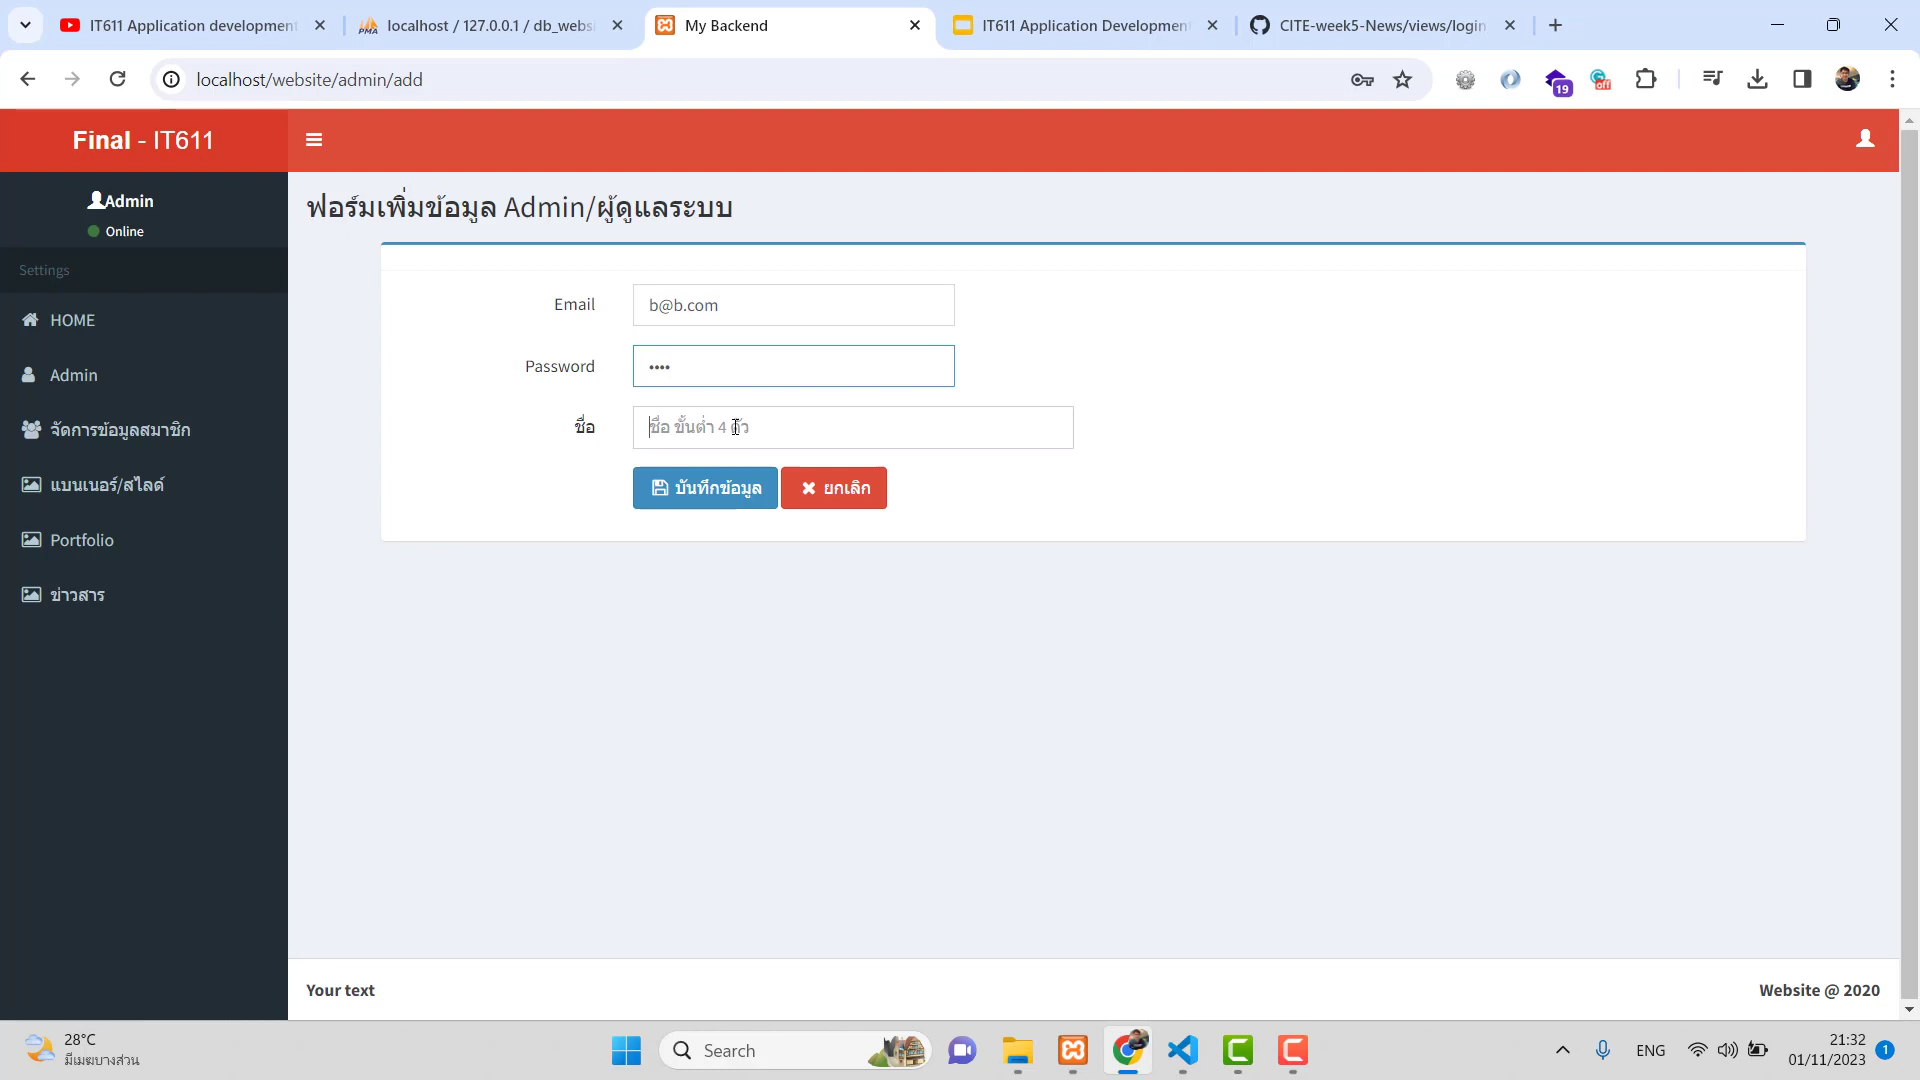 IT611 Application development
localhost / 127.0.0.1 / db_websi
My Backend
IT611 Application Development
CITE-week5-News/views/login
localhost/website/admin/add
19
off
Final - IT611
Admin
Online
Settings
HOME
Admin
จัดการข้อมูลสมาชิก
แบนเนอร์/สไลด์
Portfolio
ข่าวสาร
ฟอร์มเพิ่มข้อมูล Admin/ผู้ดูแลระบบ
Email
b@b.com
Password
••••
ชื่อ
ชื่อ ขั้นต่ำ 4 ตัว
บันทึกข้อมูล
ยกเลิก
Your text
Website @ 2020
28°C
มีเมฆบางส่วน
Search
ENG
21:32
01/11/2023
1